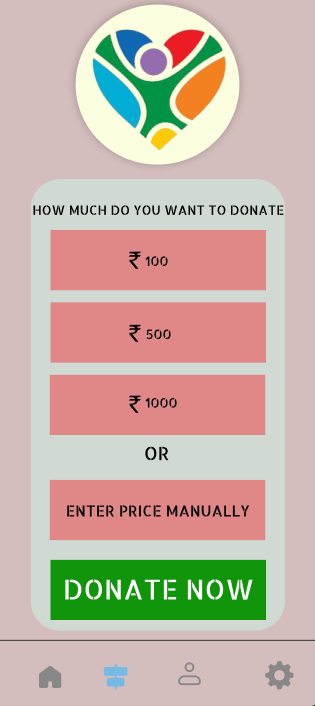 HOW MUCH DO YOU WANT TO DONATE
₹ 100
₹ 500
₹ 1000
OR
ENTER PRICE MANUALLY
DONATE NOW